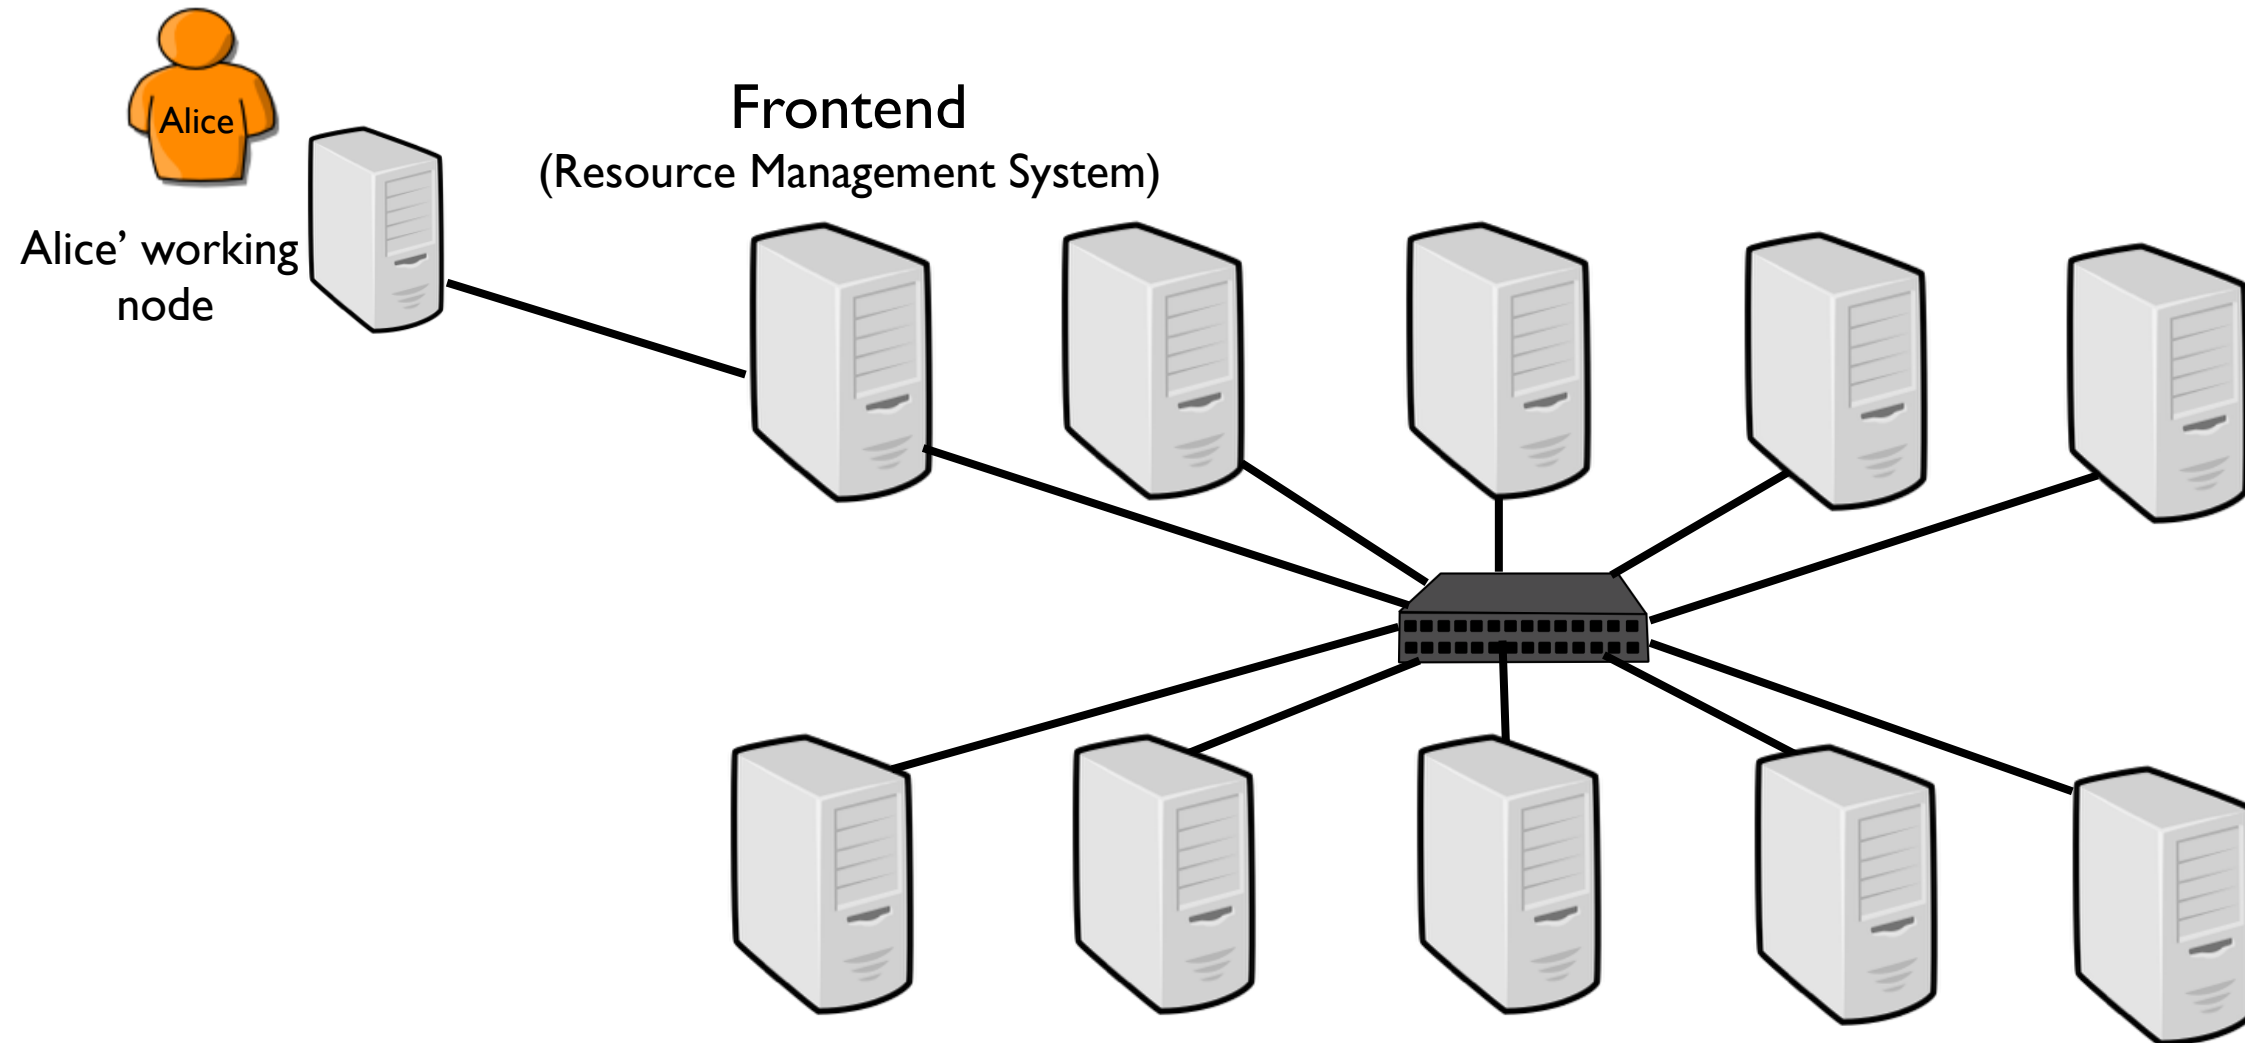 Alice
Alice’ working
node
Frontend
(Resource Management System)